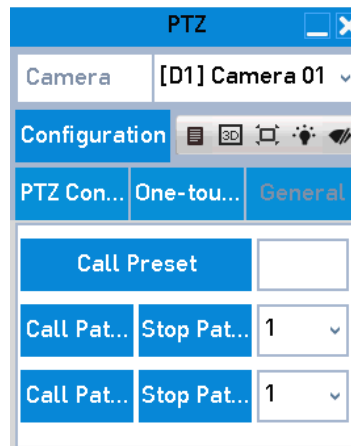 PTZ
Camera [D1] Camera 01
Configuration 3D
PTZ Con... One-tou... General
Call Preset
Call Pat... Stop Pat... 1
Call Pat... Stop Pat... 1